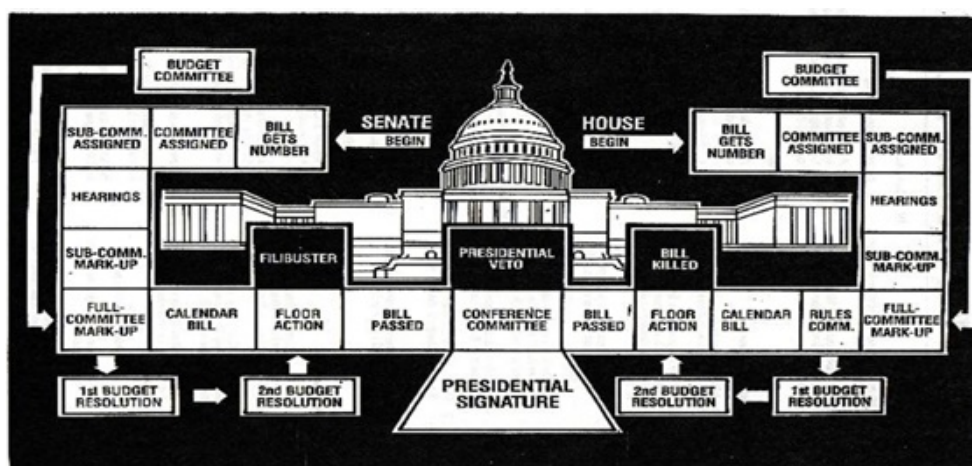 BUDGET
COMMITTEE
BUDGET
COMMITTEE
SENATE
BEGIN
HOUSE
BEGIN
SUB-COMM.
ASSIGNED
COMMITTEE
ASSIGNED
BILL
GETS
NUMBER
BILL
GETS
NUMBER
COMMITTEE
ASSIGNED
SUB-COMM.
ASSIGNED
HEARINGS
HEARINGS
SUB-COMM.
MARK-UP
FILIBUSTER
PRESIDENTIAL
VETO
BILL
KILLED
SUB-COMM.
MARK-UP
FULL-
COMMITTEE
MARK-UP
CALENDAR
BILL
FLOOR
ACTION
BILL
PASSED
CONFERENCE
COMMITTEE
BILL
PASSED
FLOOR
ACTION
CALENDAR
BILL
RULES
COMM.
FULL-
COMMITTEE
MARK-UP
1st BUDGET
RESOLUTION
2nd BUDGET
RESOLUTION
PRESIDENTIAL
SIGNATURE
2nd BUDGET
RESOLUTION
1st BUDGET
RESOLUTION